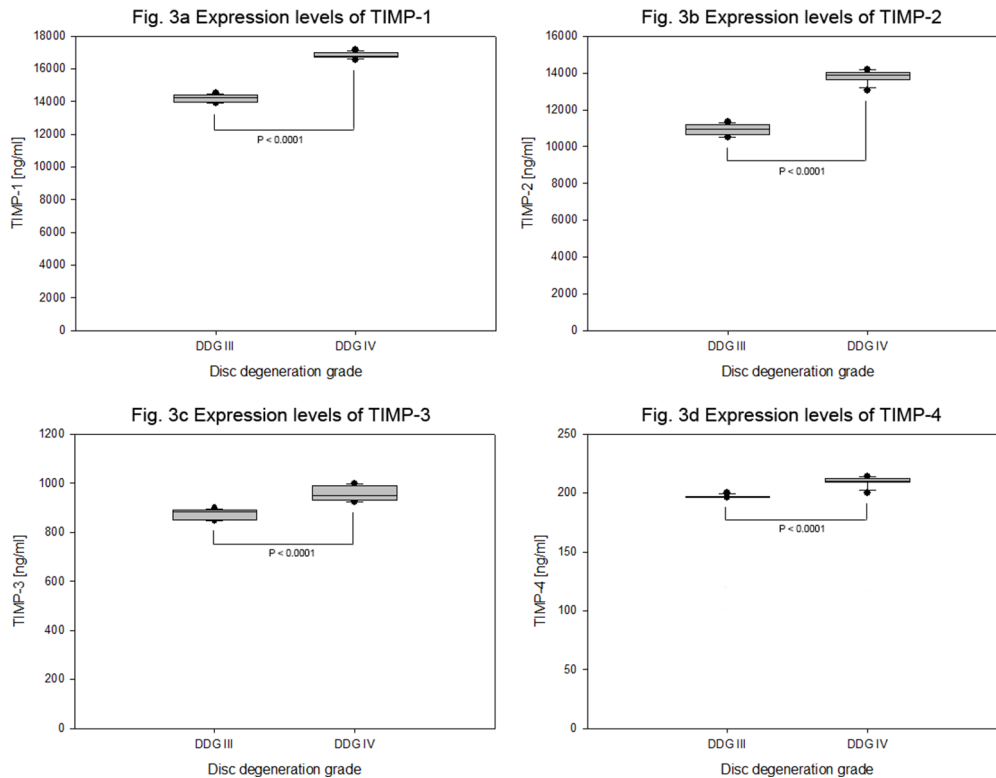 Fig. 3a Expression levels of TIMP-1
18000
16000
14000
12000
10000
8000
6000
4000
2000
0
TIMP-1 [ng/ml]
P < 0.0001
DDG III
DDG IV
Disc degeneration grade
Fig. 3b Expression levels of TIMP-2
16000
14000
12000
10000
8000
6000
4000
2000
0
TIMP-2 [ng/ml]
P < 0.0001
DDG III
DDG IV
Disc degeneration grade
Fig. 3c Expression levels of TIMP-3
1200
1000
800
600
400
200
0
TIMP-3 [ng/ml]
P < 0.0001
DDG III
DDG IV
Disc degeneration grade
Fig. 3d Expression levels of TIMP-4
250
200
150
100
50
0
TIMP-4 [ng/ml]
P < 0.0001
DDG III
DDG IV
Disc degeneration grade